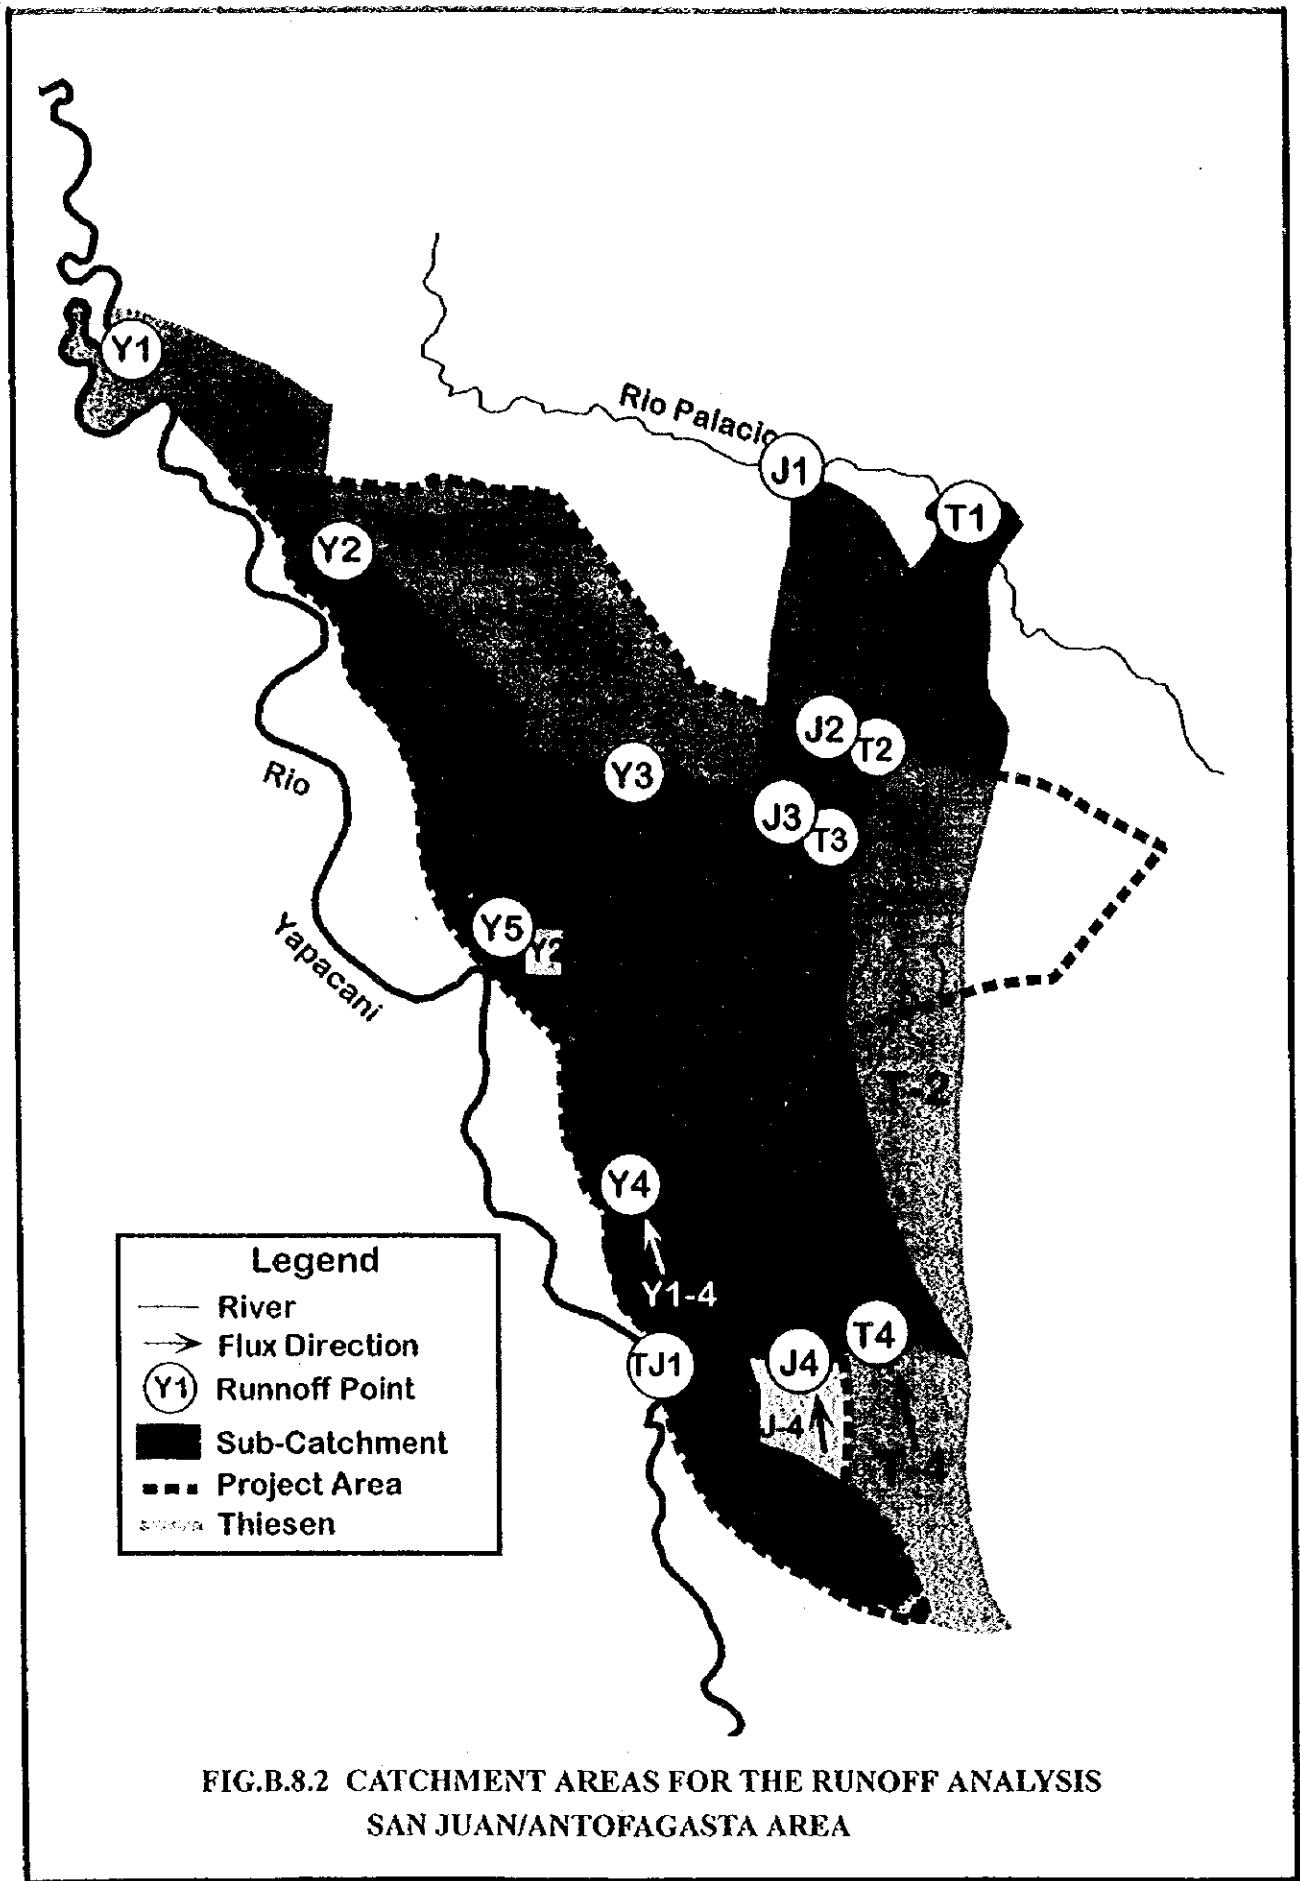 Y1
Rio Palacio
J1
T1
Y2
J2
T2
Y3
Rio
J3
T3
Y5
Y2
Yapacani
T-2
Y4
Y1-4
Legend
River
Flux Direction
Y1 Runnoff Point
Sub-Catchment
Project Area
Thiesen
T4
TJ1
J4
J-4
T-4
FIG.B.8.2 CATCHMENT AREAS FOR THE RUNOFF ANALYSIS
SAN JUAN/ANTOFAGASTA AREA